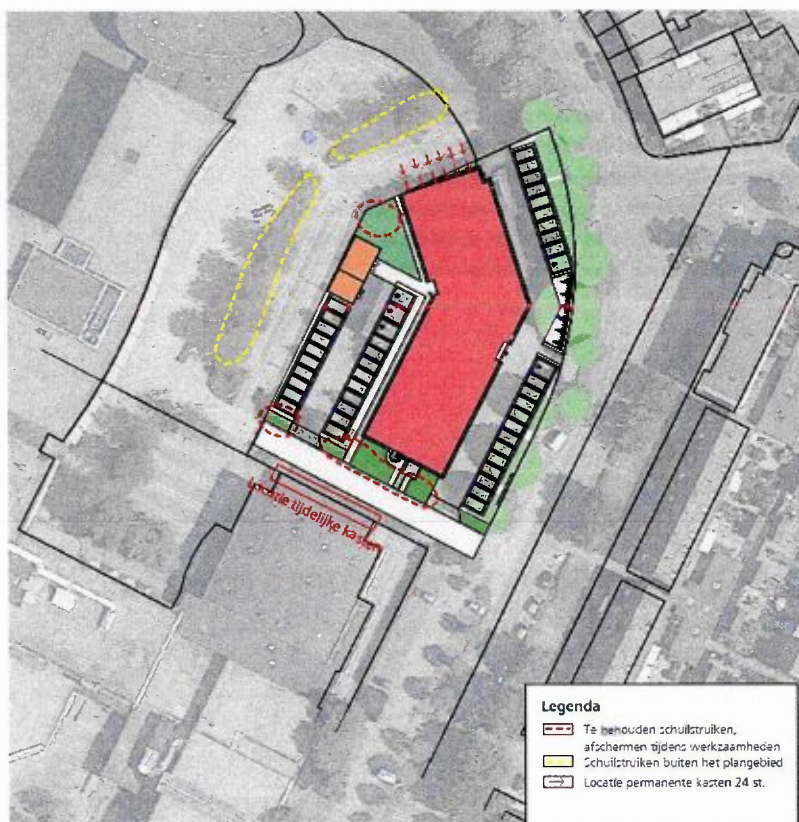 Locatie tijdelijke kasten
Legenda
Te behouden schuilstruiken,
afschermen tijdens werkzaamheden
Schuilstruiken buiten het plangebied
Locatie permanente kasten 24 st.